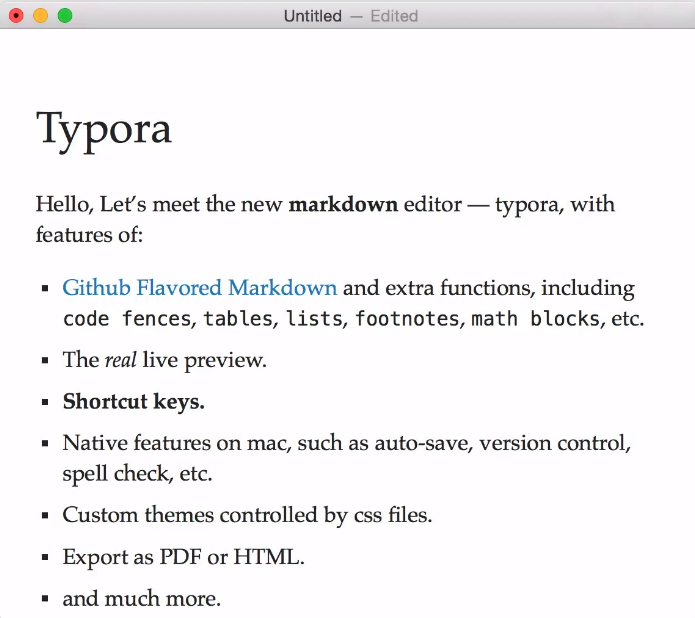 Untitled — Edited
Typora
Hello, Let's meet the new markdown editor — typora, with
features of:
▪ Github Flavored Markdown and extra functions, including
code fences, tables, lists, footnotes, math blocks, etc.
▪ The real live preview.
▪ Shortcut keys.
▪ Native features on mac, such as auto-save, version control,
spell check, etc.
▪ Custom themes controlled by css files.
▪ Export as PDF or HTML.
▪ and much more.